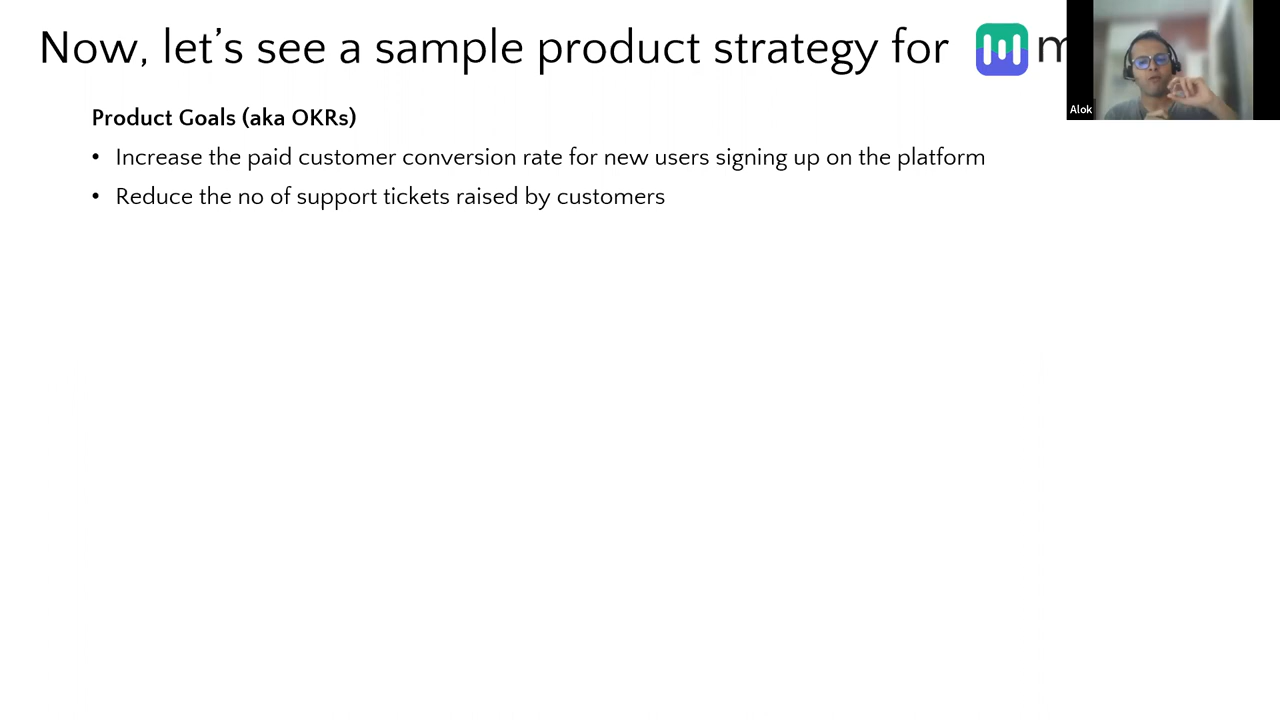 Now, let's see a sample product strategy for m
Product Goals (aka OKRs)
• Increase the paid customer conversion rate for new users signing up on the platform
• Reduce the no of support tickets raised by customers
Alok